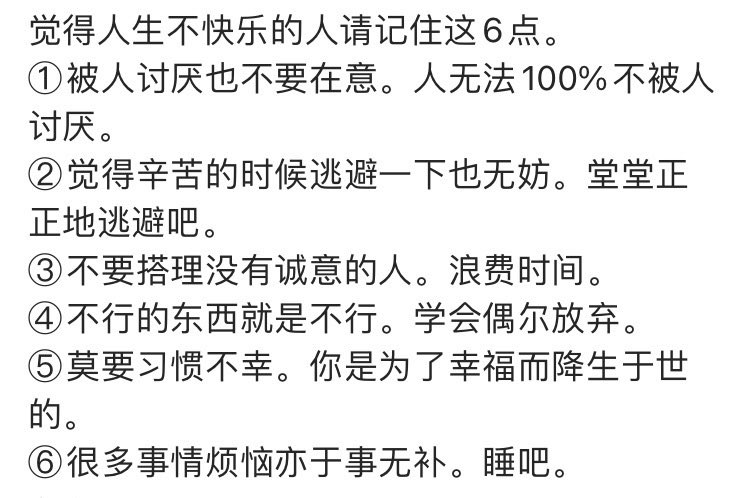 觉得人生不快乐的人请记住这6点。
①被人讨厌也不要在意。人无法100%不被人
讨厌。
②觉得辛苦的时候逃避一下也无妨。堂堂正
正地逃避吧。
③不要搭理没有诚意的人。浪费时间。
④不行的东西就是不行。学会偶尔放弃。
⑤莫要习惯不幸。你是为了幸福而降生于世
的。
⑥很多事情烦恼亦于事无补。睡吧。